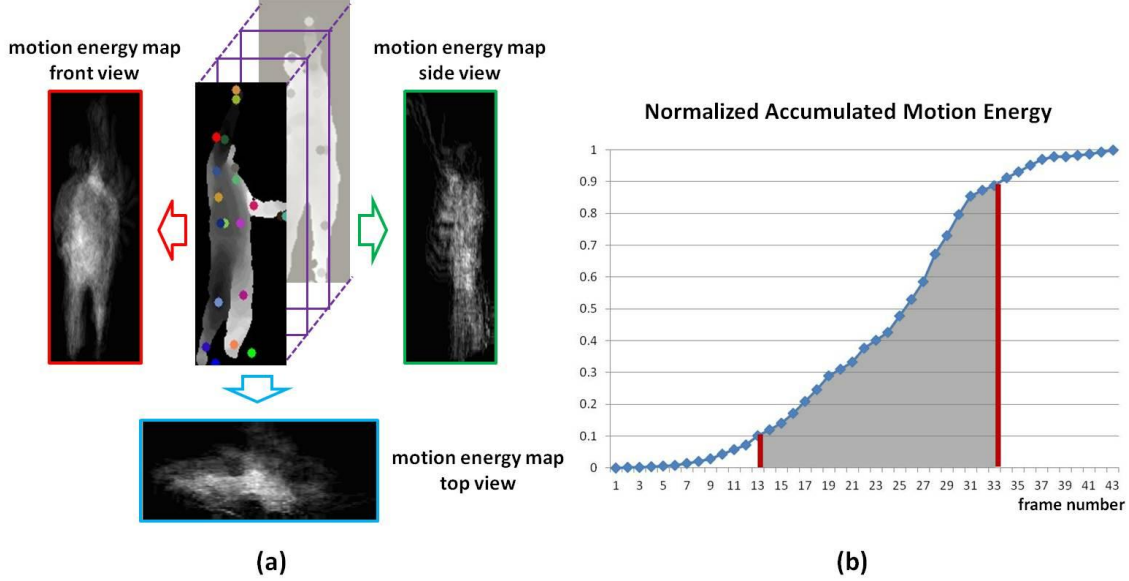 motion energy map
front view
motion energy map
side view
motion energy map
top view
(a)
Normalized Accumulated Motion Energy
1
0.9
0.8
0.7
0.6
0.5
0.4
0.3
0.2
0.1
0
1 3 5 7 9 11 13 15 17 19 21 23 25 27 29 31 33 35 37 39 41 43
frame number
(b)